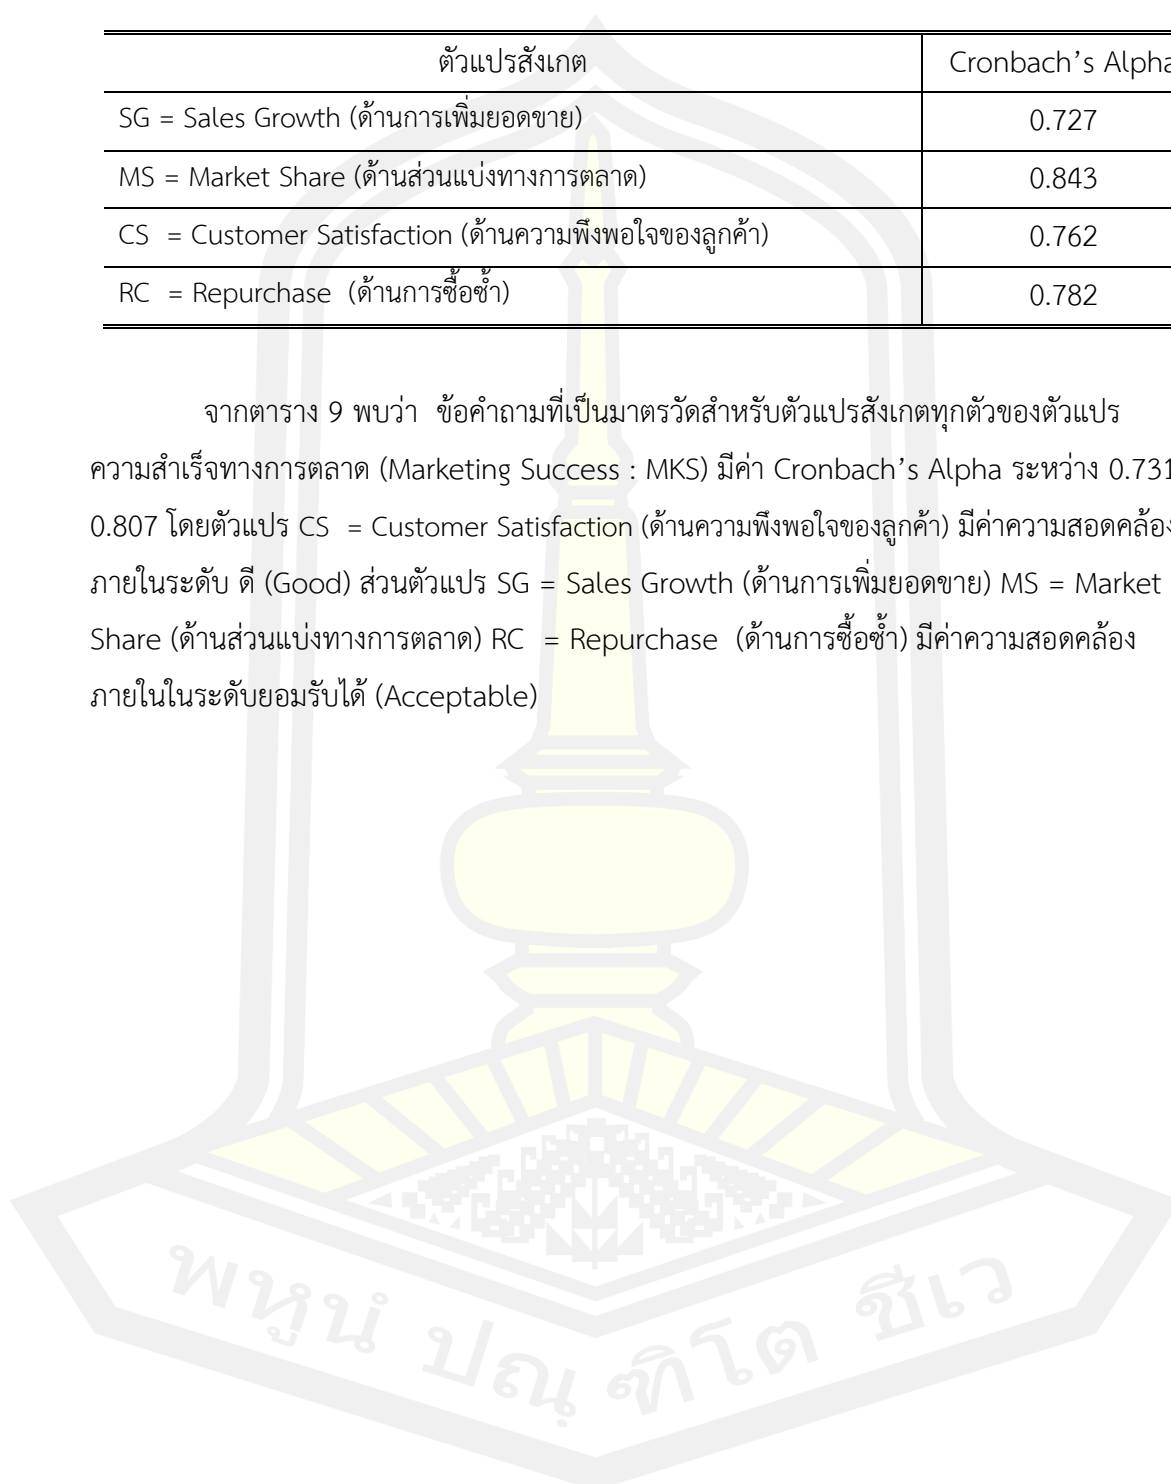 ตัวแปรสังเกต Cronbach's Alpha
SG = Sales Growth (ด้านการเพิ่มยอดขาย) 0.727
MS = Market Share (ด้านส่วนแบ่งทางการตลาด) 0.843
CS = Customer Satisfaction (ด้านความพึงพอใจของลูกค้า) 0.762
RC = Repurchase (ด้านการซื้อซ้ำ) 0.782
จากตาราง 9 พบว่า ข้อคำถามที่เป็นมาตรวัดสำหรับตัวแปรสังเกตทุกตัวของตัวแปร
ความสำเร็จทางการตลาด (Marketing Success : MKS) มีค่า Cronbach's Alpha ระหว่าง 0.731
0.807 โดยตัวแปร CS = Customer Satisfaction (ด้านความพึงพอใจของลูกค้า) มีค่าความสอดคล้อง
ภายในระดับ ดี (Good) ส่วนตัวแปร SG = Sales Growth (ด้านการเพิ่มยอดขาย) MS = Market
Share (ด้านส่วนแบ่งทางการตลาด) RC = Repurchase (ด้านการซื้อซ้ำ) มีค่าความสอดคล้อง
ภายในในระดับยอมรับได้ (Acceptable)
พหูนํ ปณฺฑิโต ชีเว